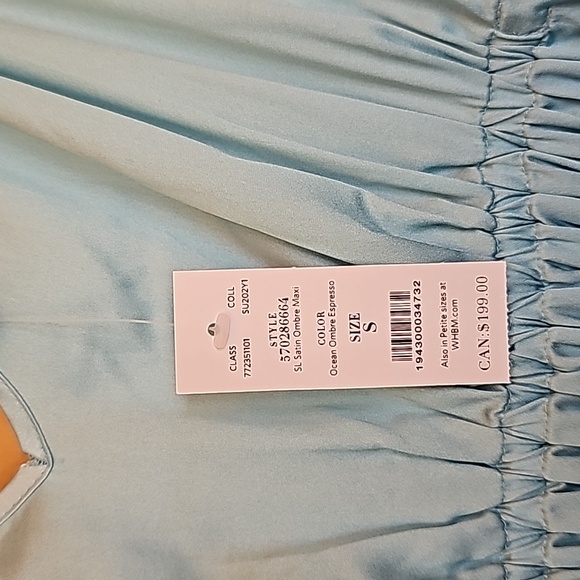 CLASS COLL
772351101 SU202Y1
STYLE
570286664
SL Satin Ombre Maxi
COLOR
Ocean Ombre Espresso
SIZE
S
194300034732
Also in Petite sizes at
WHBM.com
CAN:$199.00